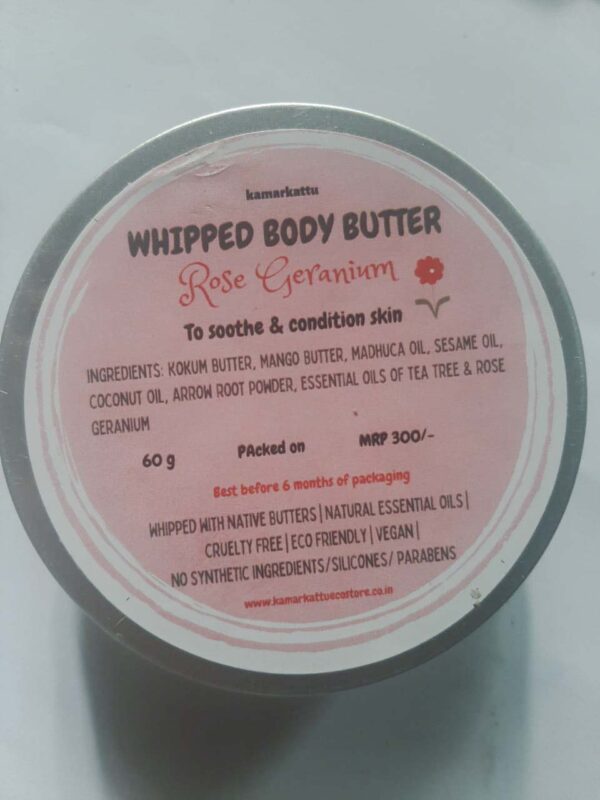 kamarkattu
WHIPPED BODY BUTTER
Rose Geranium
To soothe & condition skin
INGREDIENTS: KOKUM BUTTER, MANGO BUTTER, MADHUCA OIL, SESAME OIL,
COCONUT OIL, ARROW ROOT POWDER, ESSENTIAL OILS OF TEA TREE & ROSE
GERANIUM
60 g PAcked on MRP 300/-
Best before 6 months of packaging
WHIPPED WITH NATIVE BUTTERS| NATURAL ESSENTIAL OILS|
CRUELTY FREE| ECO FRIENDLY | VEGAN |
NO SYNTHETIC INGREDIENTS/SILICONES/ PARABENS
www.kamarkattuecostore.co.in